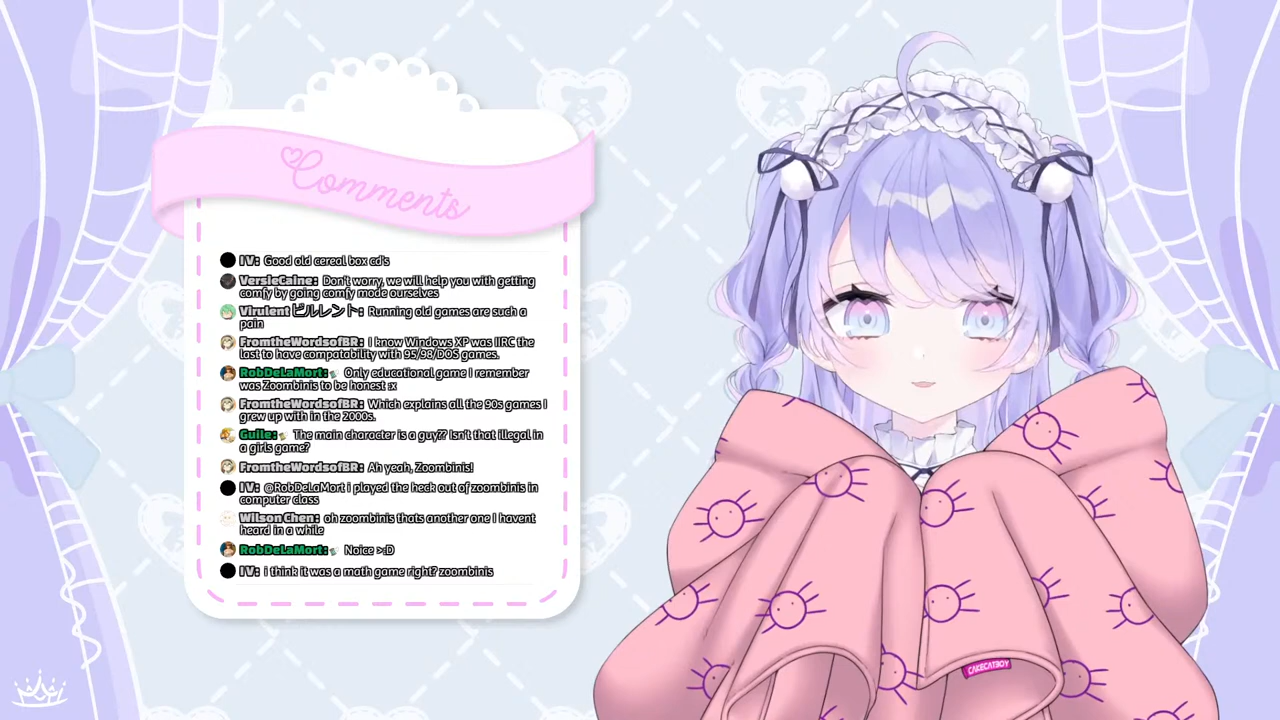 Comments
IV: Good old cereal box cd's
VersieCaine: Don't worry, we will help you with getting
comfy by going comfy mode ourselves
Virulent ビルレント: Running old games are such a
pain
FromtheWordsofBR: I know Windows XP was IIRC the
last to have compatability with 95/98/DOS games.
RobDeLaMort: Only educational game I remember
was Zoombinis to be honest :x
FromtheWordsofBR: Which explains all the 90s games I
grew up with in the 2000s.
Guile: The main character is a guy?? Isn't that illegal in
a girls game?
FromtheWordsofBR: Ah yeah, Zoombinis!
IV: @RobDeLaMort i played the heck out of zoombinis in
computer class
WilsonChen: oh zoombinis thats another one I havent
heard in a while
RobDeLaMort: Noice >:D
IV: i think it was a math game right? zoombinis
CAKECATBOY